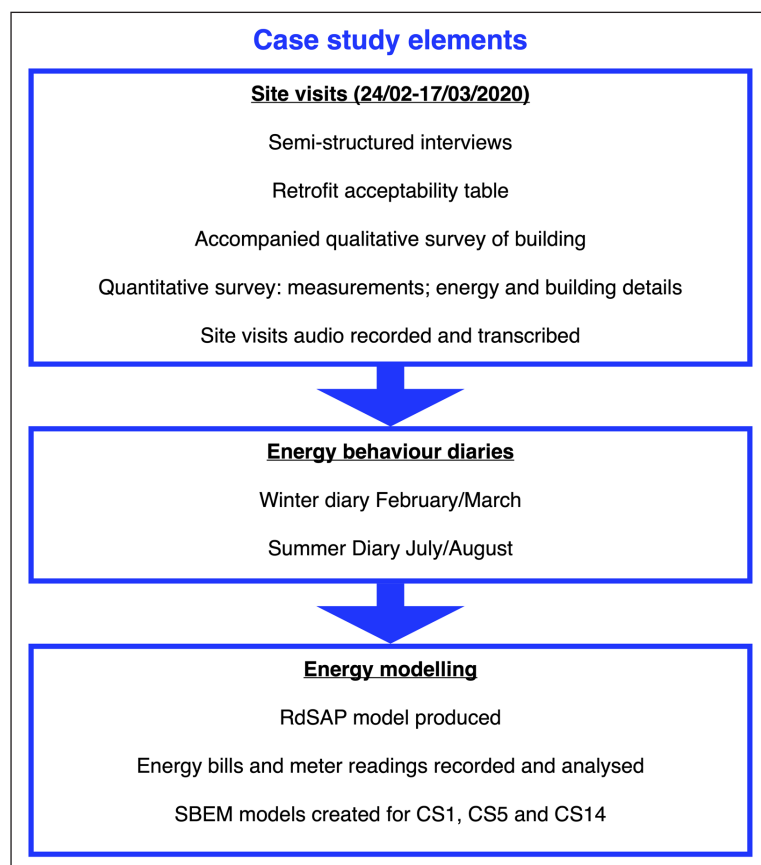 Case study elements
Site visits (24/02-17/03/2020)
Semi-structured interviews
Retrofit acceptability table
Accompanied qualitative survey of building
Quantitative survey: measurements; energy and building details
Site visits audio recorded and transcribed
Energy behaviour diaries
Winter diary February/March
Summer Diary July/August
Energy modelling
RdSAP model produced
Energy bills and meter readings recorded and analysed
SBEM models created for CS1, CS5 and CS14